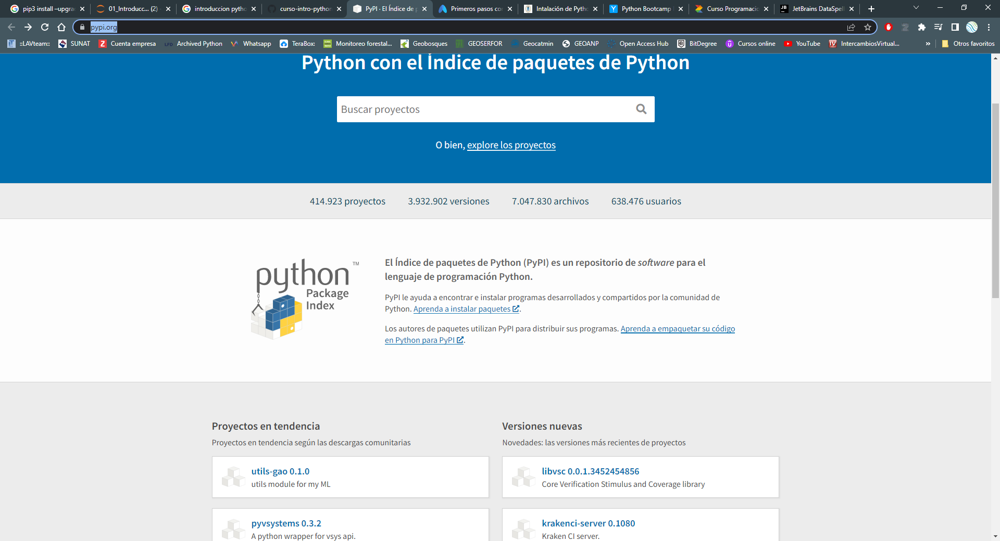 pip3 install –upgra
01_Introducc... (2) -
introduccion pytho
curso-intro-python
PyPI · El Índice de p
Primeros pasos con
Intalación de Pytho
Python Bootcamp
Curso Programació
JetBrains DataSpell
pypi.org
::LAVteam::
SUNAT
Cuenta empresa
LFD
Archived Python
Whatsapp
TeraBox:
Monitoreo forestal...
Geobosques
GEOSERFOR
Geocatmin
GEOANP
Open Access Hub
BitDegree
Cursos online
YouTube
IntercambiosVirtual...
»
Otros favoritos
Python con el Índice de paquetes de Python
Buscar proyectos
O bien, explore los proyectos
414.923 proyectos
3.932.902 versiones
7.047.830 archivos
638.476 usuarios
python ™
Package
Index
El Índice de paquetes de Python (PyPI) es un repositorio de software para el
lenguaje de programación Python.
PyPI le ayuda a encontrar e instalar programas desarrollados y compartidos por la comunidad de
Python. Aprenda a instalar paquetes.
Los autores de paquetes utilizan PyPI para distribuir sus programas. Aprenda a empaquetar su código
en Python para PyPI.
Proyectos en tendencia
Proyectos en tendencia según las descargas comunitarias
utils-gao 0.1.0
utils module for my ML
pyvsystems 0.3.2
A python wrapper for vsys api.
Versiones nuevas
Novedades: las versiones más recientes de proyectos
libvsc 0.0.1.3452454856
Core Verification Stimulus and Coverage library
krakenci-server 0.1080
Kraken CI server.